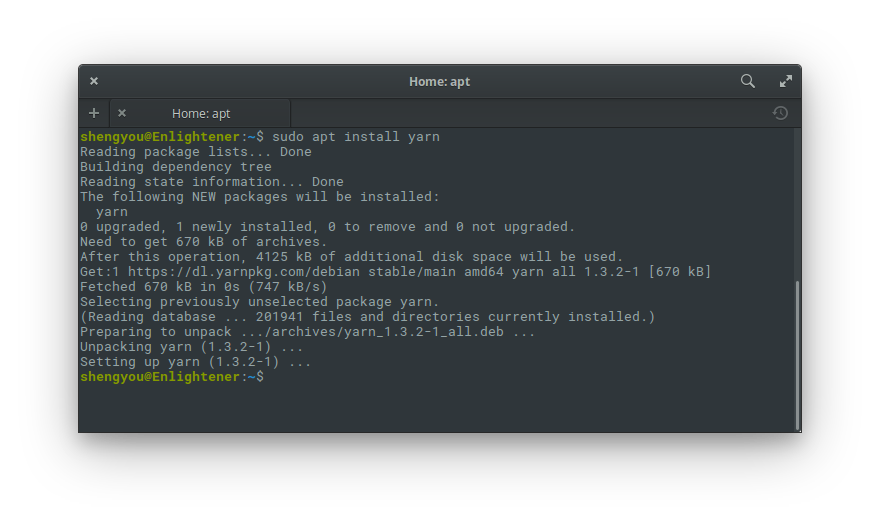 Home: apt
Home: apt
shengyou@Enlightener:~$ sudo apt install yarn
Reading package lists... Done
Building dependency tree
Reading state information... Done
The following NEW packages will be installed:
  yarn
0 upgraded, 1 newly installed, 0 to remove and 0 not upgraded.
Need to get 670 kB of archives.
After this operation, 4125 kB of additional disk space will be used.
Get:1 https://dl.yarnpkg.com/debian stable/main amd64 yarn all 1.3.2-1 [670 kB]
Fetched 670 kB in 0s (747 kB/s)
Selecting previously unselected package yarn.
(Reading database ... 201941 files and directories currently installed.)
Preparing to unpack .../archives/yarn_1.3.2-1_all.deb ...
Unpacking yarn (1.3.2-1) ...
Setting up yarn (1.3.2-1) ...
shengyou@Enlightener:~$